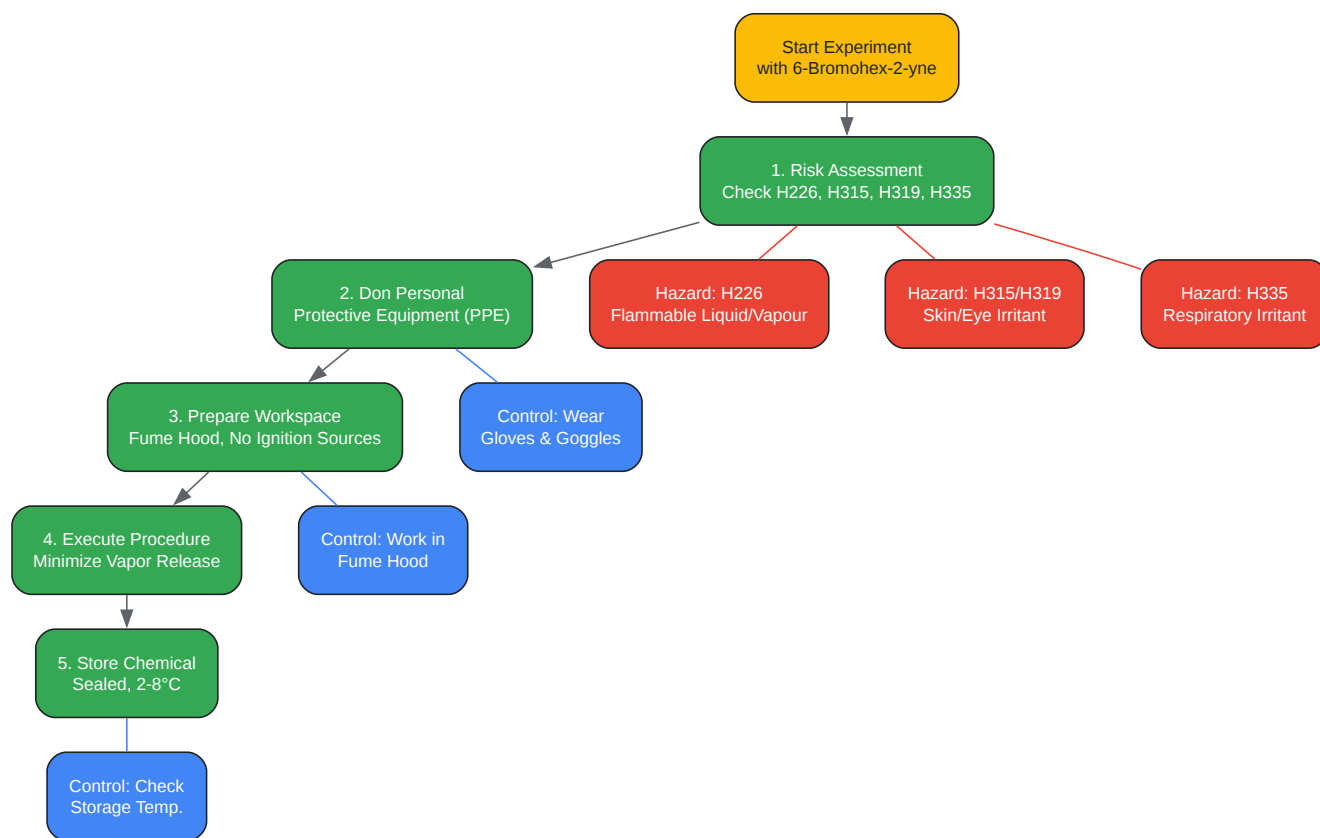 Start Experiment
with 6-Bromohex-2-yne
1. Risk Assessment
Check H226, H315, H319, H335
2. Don Personal
Protective Equipment (PPE)
Hazard: H226
Flammable Liquid/Vapour
Hazard: H315/H319
Skin/Eye Irritant
Hazard: H335
Respiratory Irritant
3. Prepare Workspace
Fume Hood, No Ignition Sources
Control: Wear
Gloves & Goggles
4. Execute Procedure
Minimize Vapor Release
Control: Work in
Fume Hood
5. Store Chemical
Sealed, 2-8°C
Control: Check
Storage Temp.